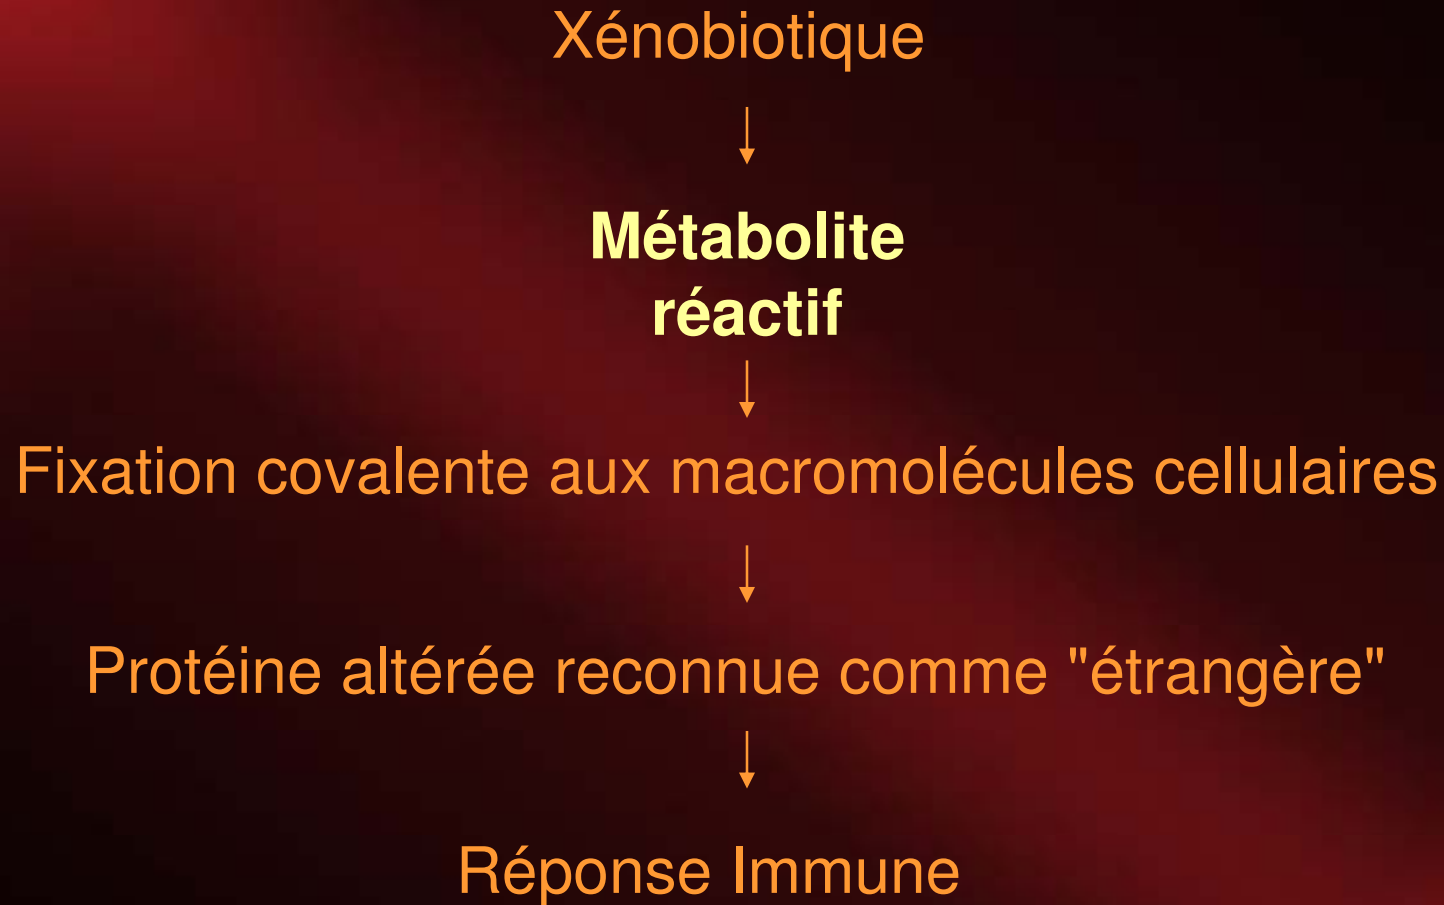 Xénobiotique
Métabolite
réactif
Fixation covalente aux macromolécules cellulaires
Protéine altérée reconnue comme "étrangère"
Réponse Immune